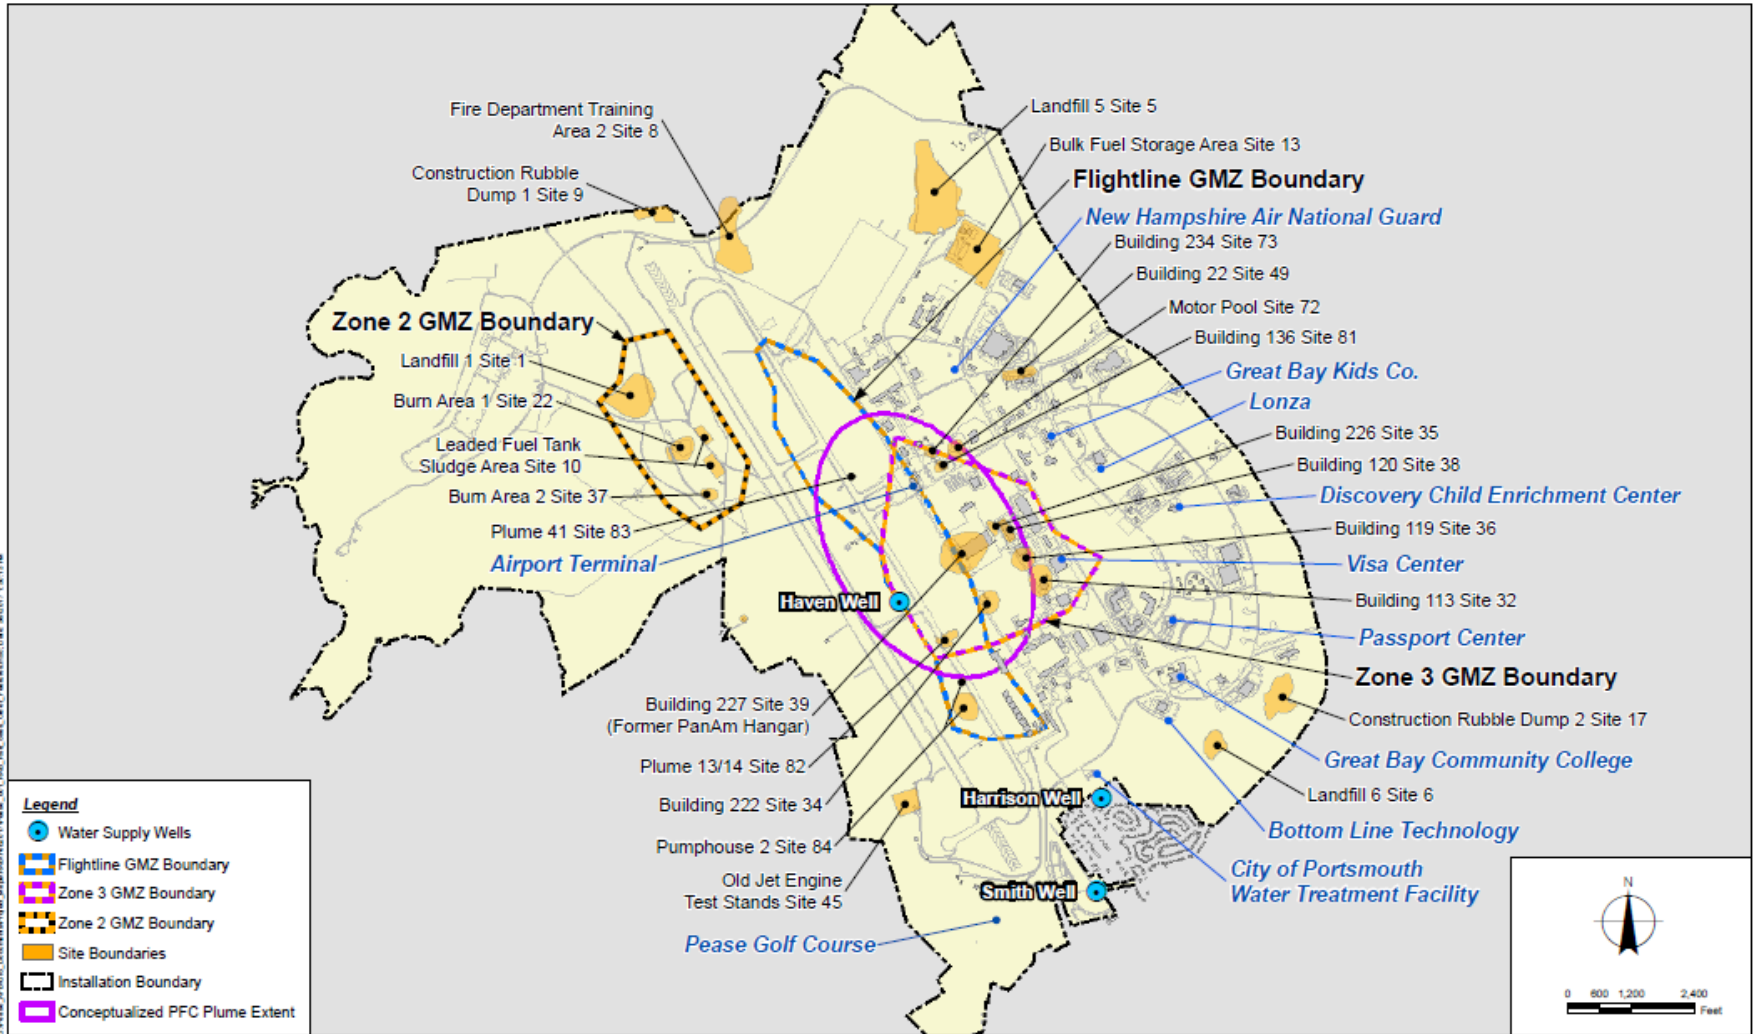 Fire Department Training
Area 2 Site 8
Construction Rubble
Dump 1 Site 9
Landfill 5 Site 5
Bulk Fuel Storage Area Site 13
Flightline GMZ Boundary
New Hampshire Air National Guard
Building 234 Site 73
Building 22 Site 49
Motor Pool Site 72
Building 136 Site 81
Great Bay Kids Co.
Lonza
Building 226 Site 35
Building 120 Site 38
Discovery Child Enrichment Center
Building 119 Site 36
Visa Center
Building 113 Site 32
Passport Center
Zone 3 GMZ Boundary
Construction Rubble Dump 2 Site 17
Great Bay Community College
Landfill 6 Site 6
Bottom Line Technology
City of Portsmouth
Water Treatment Facility
Zone 2 GMZ Boundary
Landfill 1 Site 1
Burn Area 1 Site 22
Leaded Fuel Tank
Sludge Area Site 10
Burn Area 2 Site 37
Plume 41 Site 83
Airport Terminal
Haven Well
Building 227 Site 39
(Former PanAm Hangar)
Plume 13/14 Site 82
Building 222 Site 34
Pumphouse 2 Site 84
Old Jet Engine
Test Stands Site 45
Harrison Well
Smith Well
Pease Golf Course
Legend
Water Supply Wells
Flightline GMZ Boundary
Zone 3 GMZ Boundary
Zone 2 GMZ Boundary
Site Boundaries
Installation Boundary
Conceptualized PFC Plume Extent
N
0 600 1,200 2,400
Feet